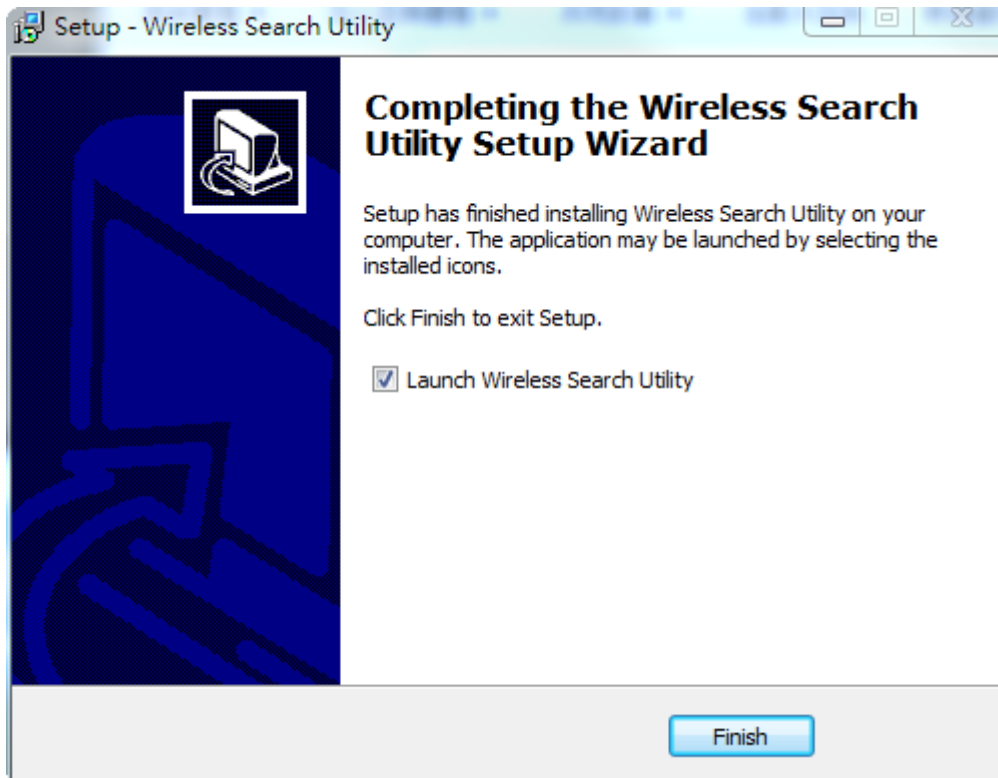 Setup - Wireless Search Utility
Completing the Wireless Search
Utility Setup Wizard
Setup has finished installing Wireless Search Utility on your
computer. The application may be launched by selecting the
installed icons.
Click Finish to exit Setup.
Launch Wireless Search Utility
Finish